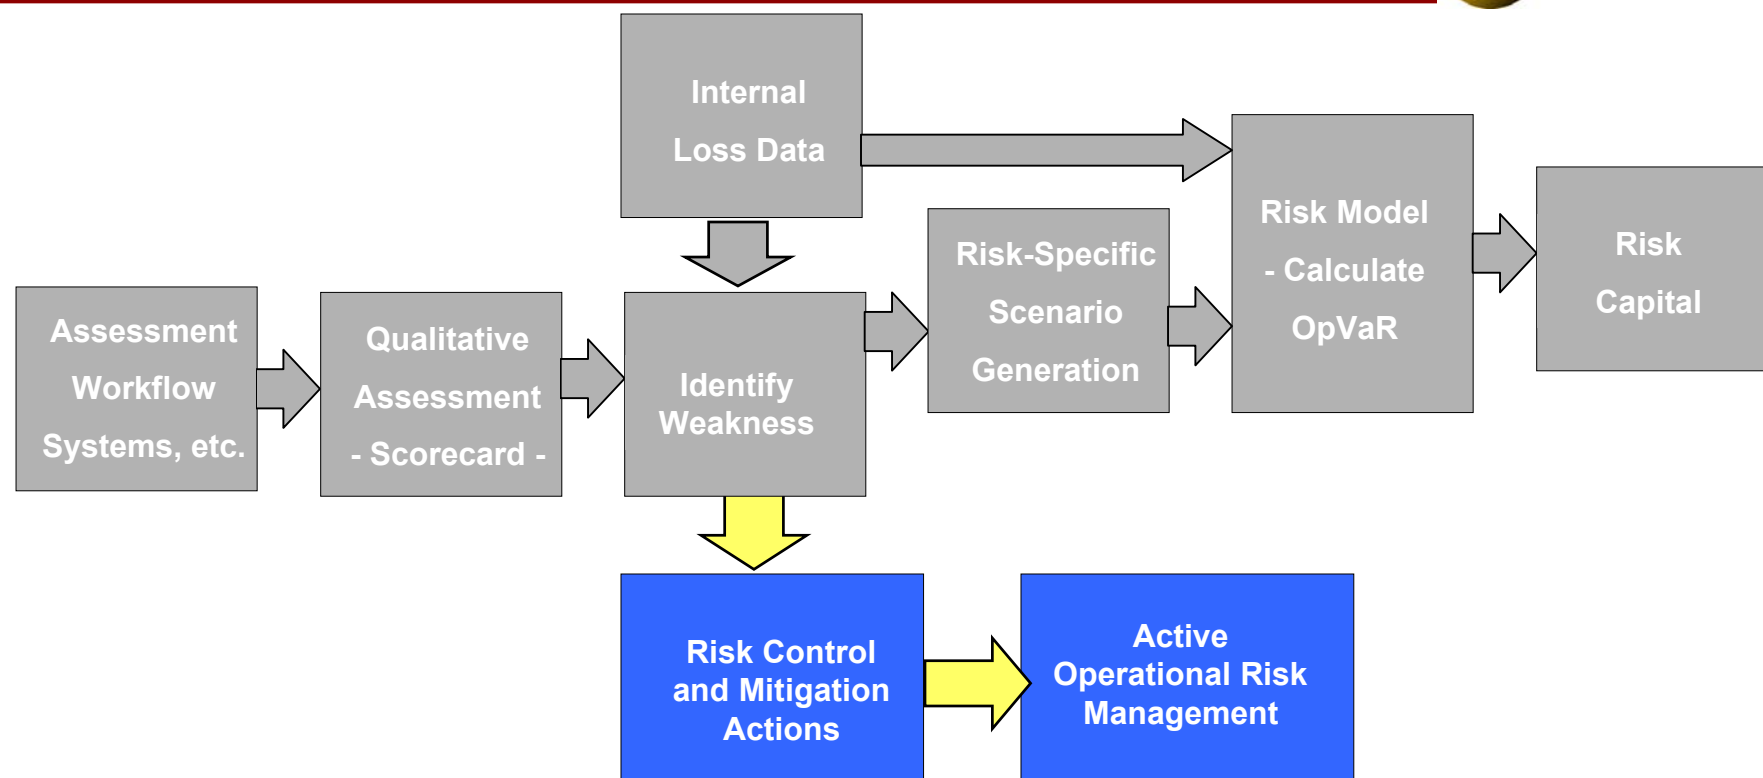 Internal
Loss Data
Assessment
Workflow
Systems, etc.
Qualitative
Assessment
- Scorecard -
Identify
Weakness
Risk-Specific
Scenario
Generation
Risk Model
- Calculate
OpVaR
Risk
Capital
Risk Control
and Mitigation
Actions
Active
Operational Risk
Management